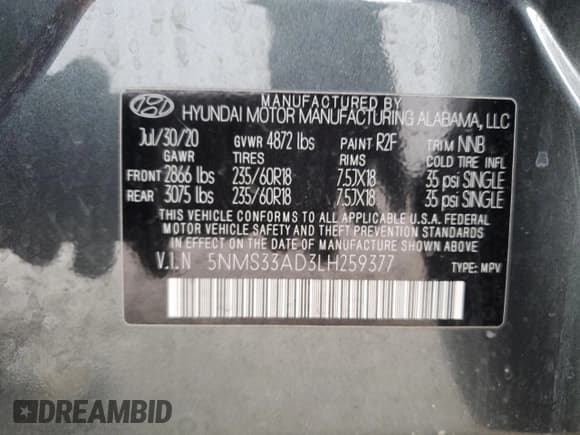 MANUFACTURED BY
HYUNDAI MOTOR MANUFACTURING ALABAMA, LLC
Jul/30/20 GVWR 4872 lbs PAINT R2F TRIM NNB
GAWR TIRES RIMS COLD TIRE INFL
FRONT 2866 lbs 235/60R18 7.5JX18 35 psi SINGLE
REAR 3075 lbs 235/60R18 7.5JX18 35 psi SINGLE
THIS VEHICLE CONFORMS TO ALL APPLICABLE U.S.A. FEDERAL
MOTOR VEHICLE SAFETY AND THEFT PREVENTION STANDARDS
IN EFFECT ON THE DATE OF MANUFACTURE SHOWN ABOVE.
V.I.N 5NMS33AD3LH259377 TYPE: MPV
DREAMBID